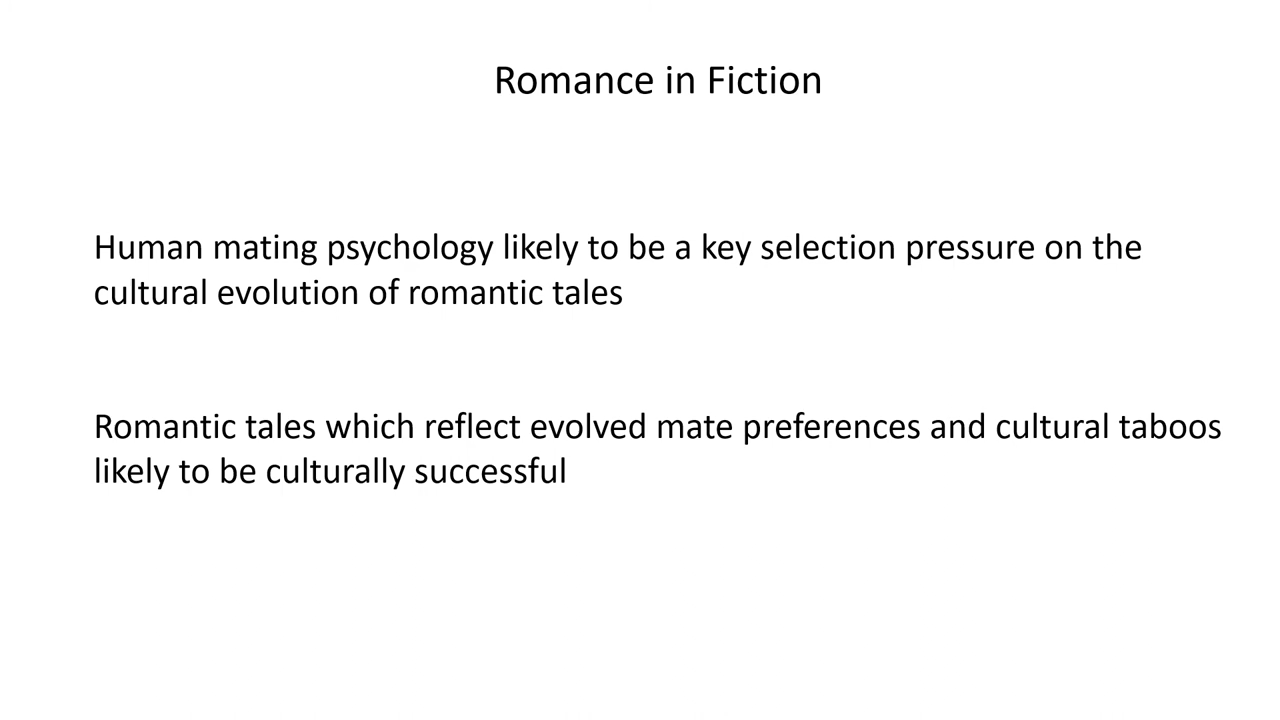 Romance in Fiction
Human mating psychology likely to be a key selection pressure on the
cultural evolution of romantic tales
Romantic tales which reflect evolved mate preferences and cultural taboos
likely to be culturally successful